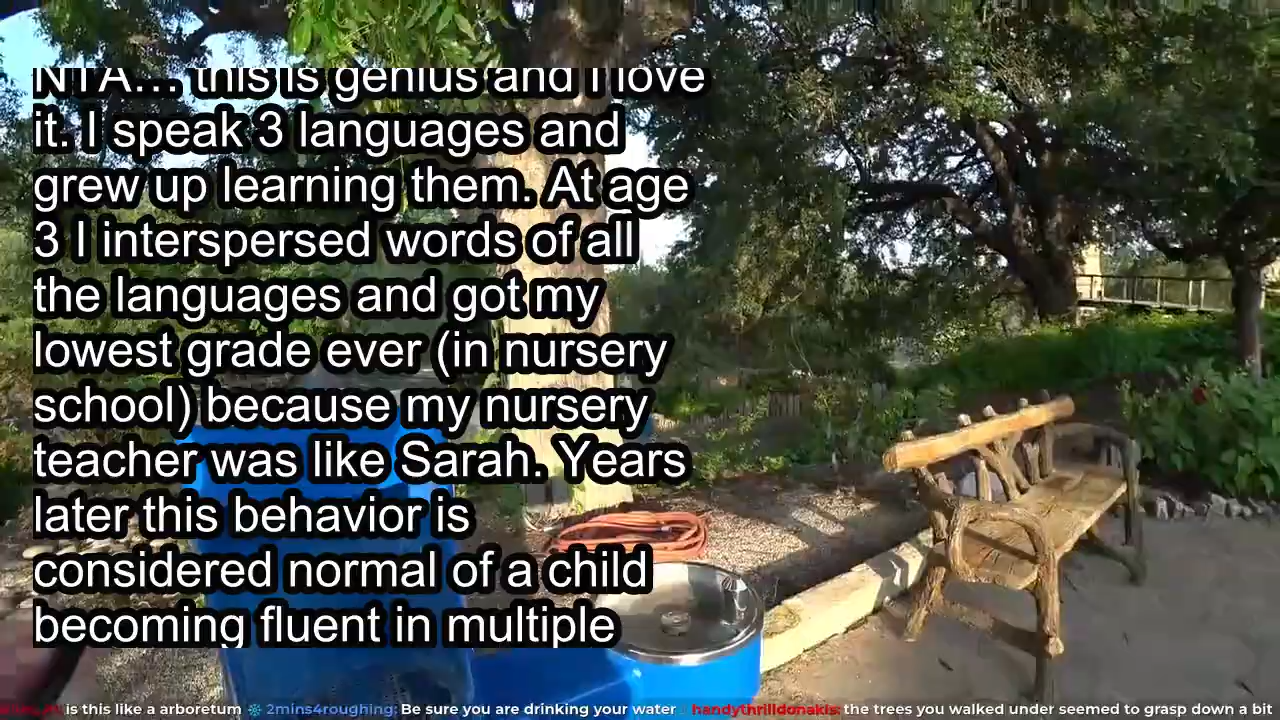 NTA... this is genius and I love
it. I speak 3 languages and
grew up learning them. At age
3 I interspersed words of all
the languages and got my
lowest grade ever (in nursery
school) because my nursery
teacher was like Sarah. Years
later this behavior is
considered normal of a child
becoming fluent in multiple
is this like a arboretum ❄ 2mins4roughing: Be sure you are drinking your water handythrilldonakis: the trees you walked under seemed to grasp down a bit